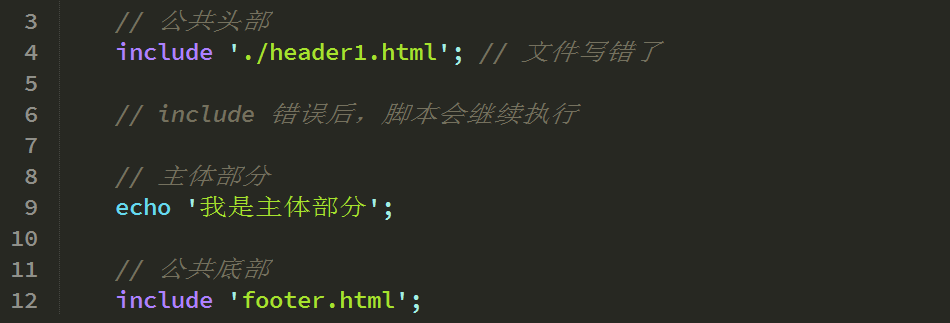 3 // 公共头部
4 include './header1.html'; // 文件写错了
5
6 // include 错误后，脚本会继续执行
7
8 // 主体部分
9 echo '我是主体部分';
10
11 // 公共底部
12 include 'footer.html';